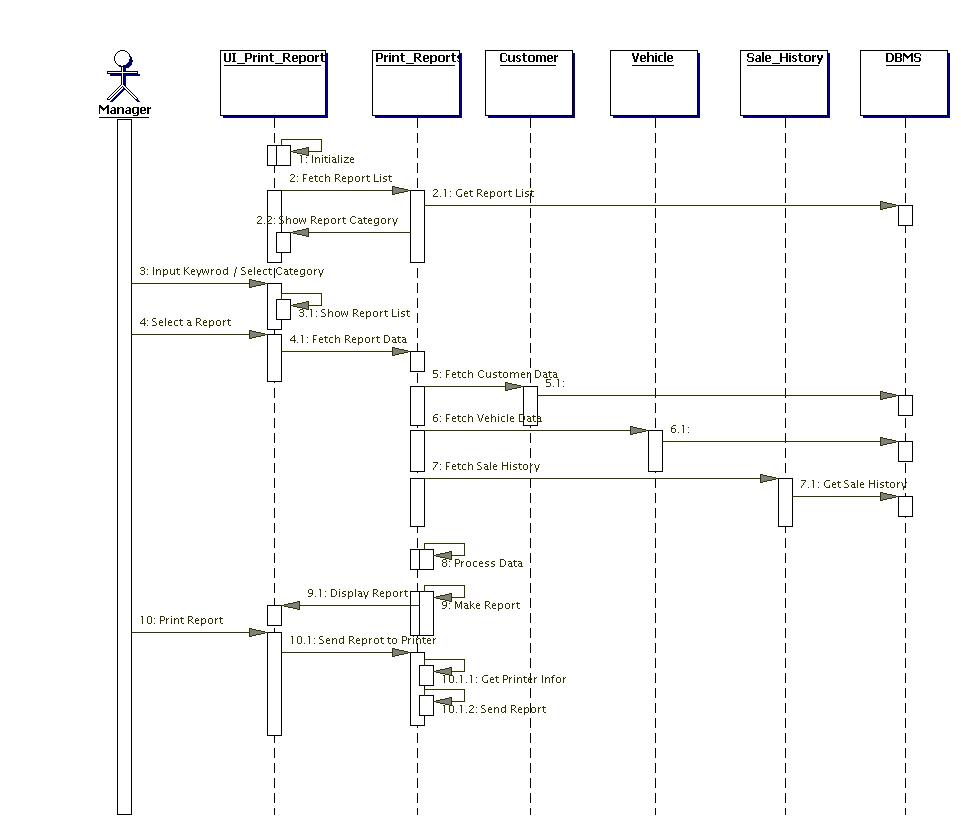 Manager
UI_Print_Report
Print_Reports
Customer
Vehicle
Sale_History
DBMS
1: Initialize
2: Fetch Report List
2.1: Get Report List
2.2: Show Report Category
3: Input Keywrod / Select Category
3.1: Show Report List
4: Select a Report
4.1: Fetch Report Data
5: Fetch Customer Data
5.1:
6: Fetch Vehicle Data
6.1:
7: Fetch Sale History
7.1: Get Sale History
8: Process Data
9.1: Display Report
9: Make Report
10: Print Report
10.1: Send Reprot to Printer
10.1.1: Get Printer Infor
10.1.2: Send Report